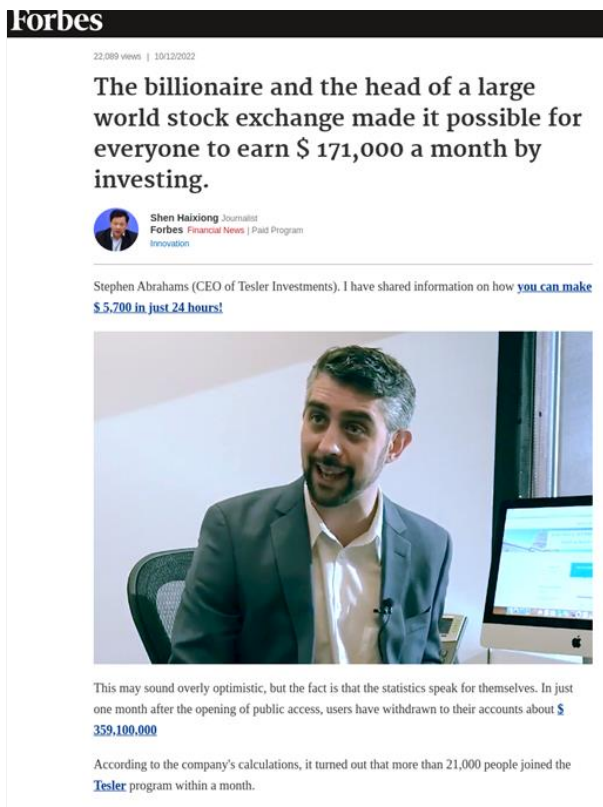 Forbes
22,089 views | 10/12/2022
The billionaire and the head of a large
world stock exchange made it possible for
everyone to earn $ 171,000 a month by
investing.
Shen Haixiong Journalist
Forbes Financial News | Paid Program
Innovation
Stephen Abrahams (CEO of Tesler Investments). I have shared information on how you can make
$ 5,700 in just 24 hours!
This may sound overly optimistic, but the fact is that the statistics speak for themselves. In just
one month after the opening of public access, users have withdrawn to their accounts about $
359,100,000
According to the company's calculations, it turned out that more than 21,000 people joined the
Tesler program within a month.